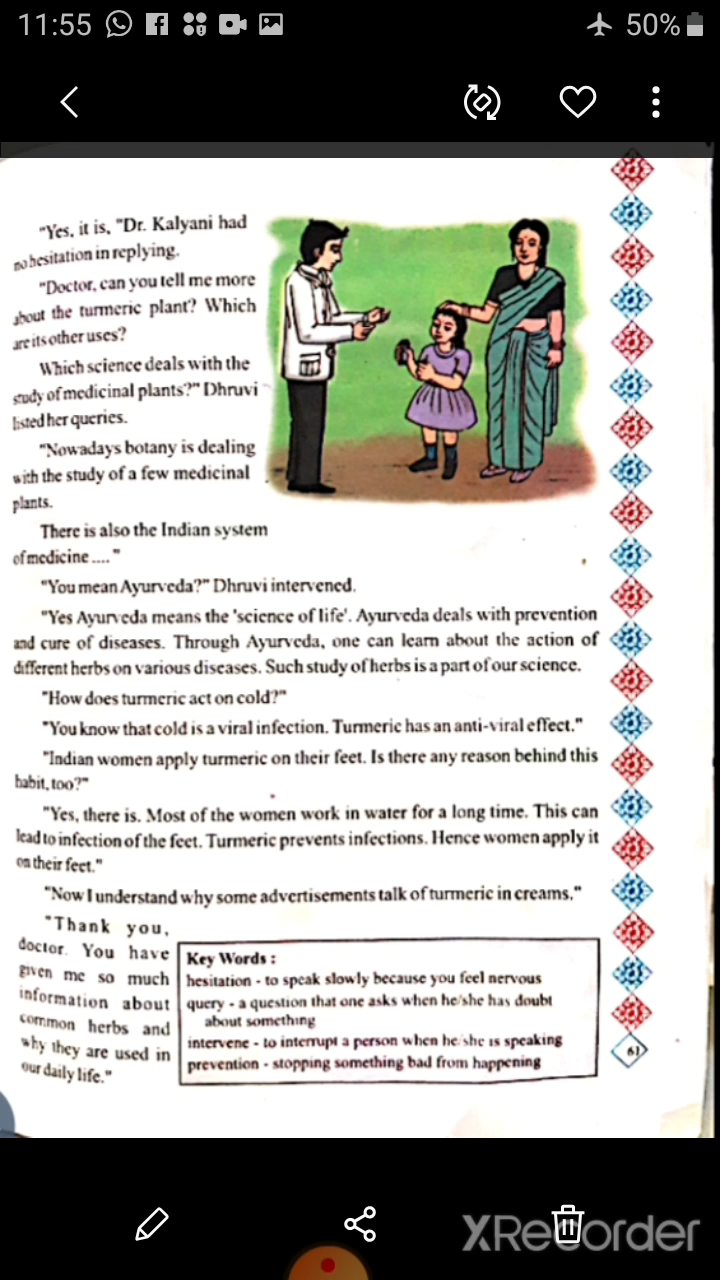 11:55
50%
"Yes, it is, "Dr. Kalyani had
no hesitation in replying.
"Doctor, can you tell me more
about the turmeric plant? Which
are its other uses?
Which science deals with the
study of medicinal plants?" Dhruvi
listed her queries.
"Nowadays botany is dealing
with the study of a few medicinal
plants.
There is also the Indian system
of medicine ...."
"You mean Ayurveda?" Dhruvi intervened.
"Yes Ayurveda means the 'science of life'. Ayurveda deals with prevention
and cure of diseases. Through Ayurveda, one can learn about the action of
different herbs on various diseases. Such study of herbs is a part of our science.
"How does turmeric act on cold?"
"You know that cold is a viral infection. Turmeric has an anti-viral effect."
"Indian women apply turmeric on their feet. Is there any reason behind this
habit, too?"
"Yes, there is. Most of the women work in water for a long time. This can
lead to infection of the feet. Turmeric prevents infections. Hence women apply it
on their feet."
"Now I understand why some advertisements talk of turmeric in creams."
"Thank you,
doctor. You have
given me so much
information about
common herbs and
why they are used in
our daily life."
Key Words :
hesitation - to speak slowly because you feel nervous
query - a question that one asks when he/she has doubt
about something
intervene - to interrupt a person when he/she is speaking
prevention - stopping something bad from happening
61
XRecorder